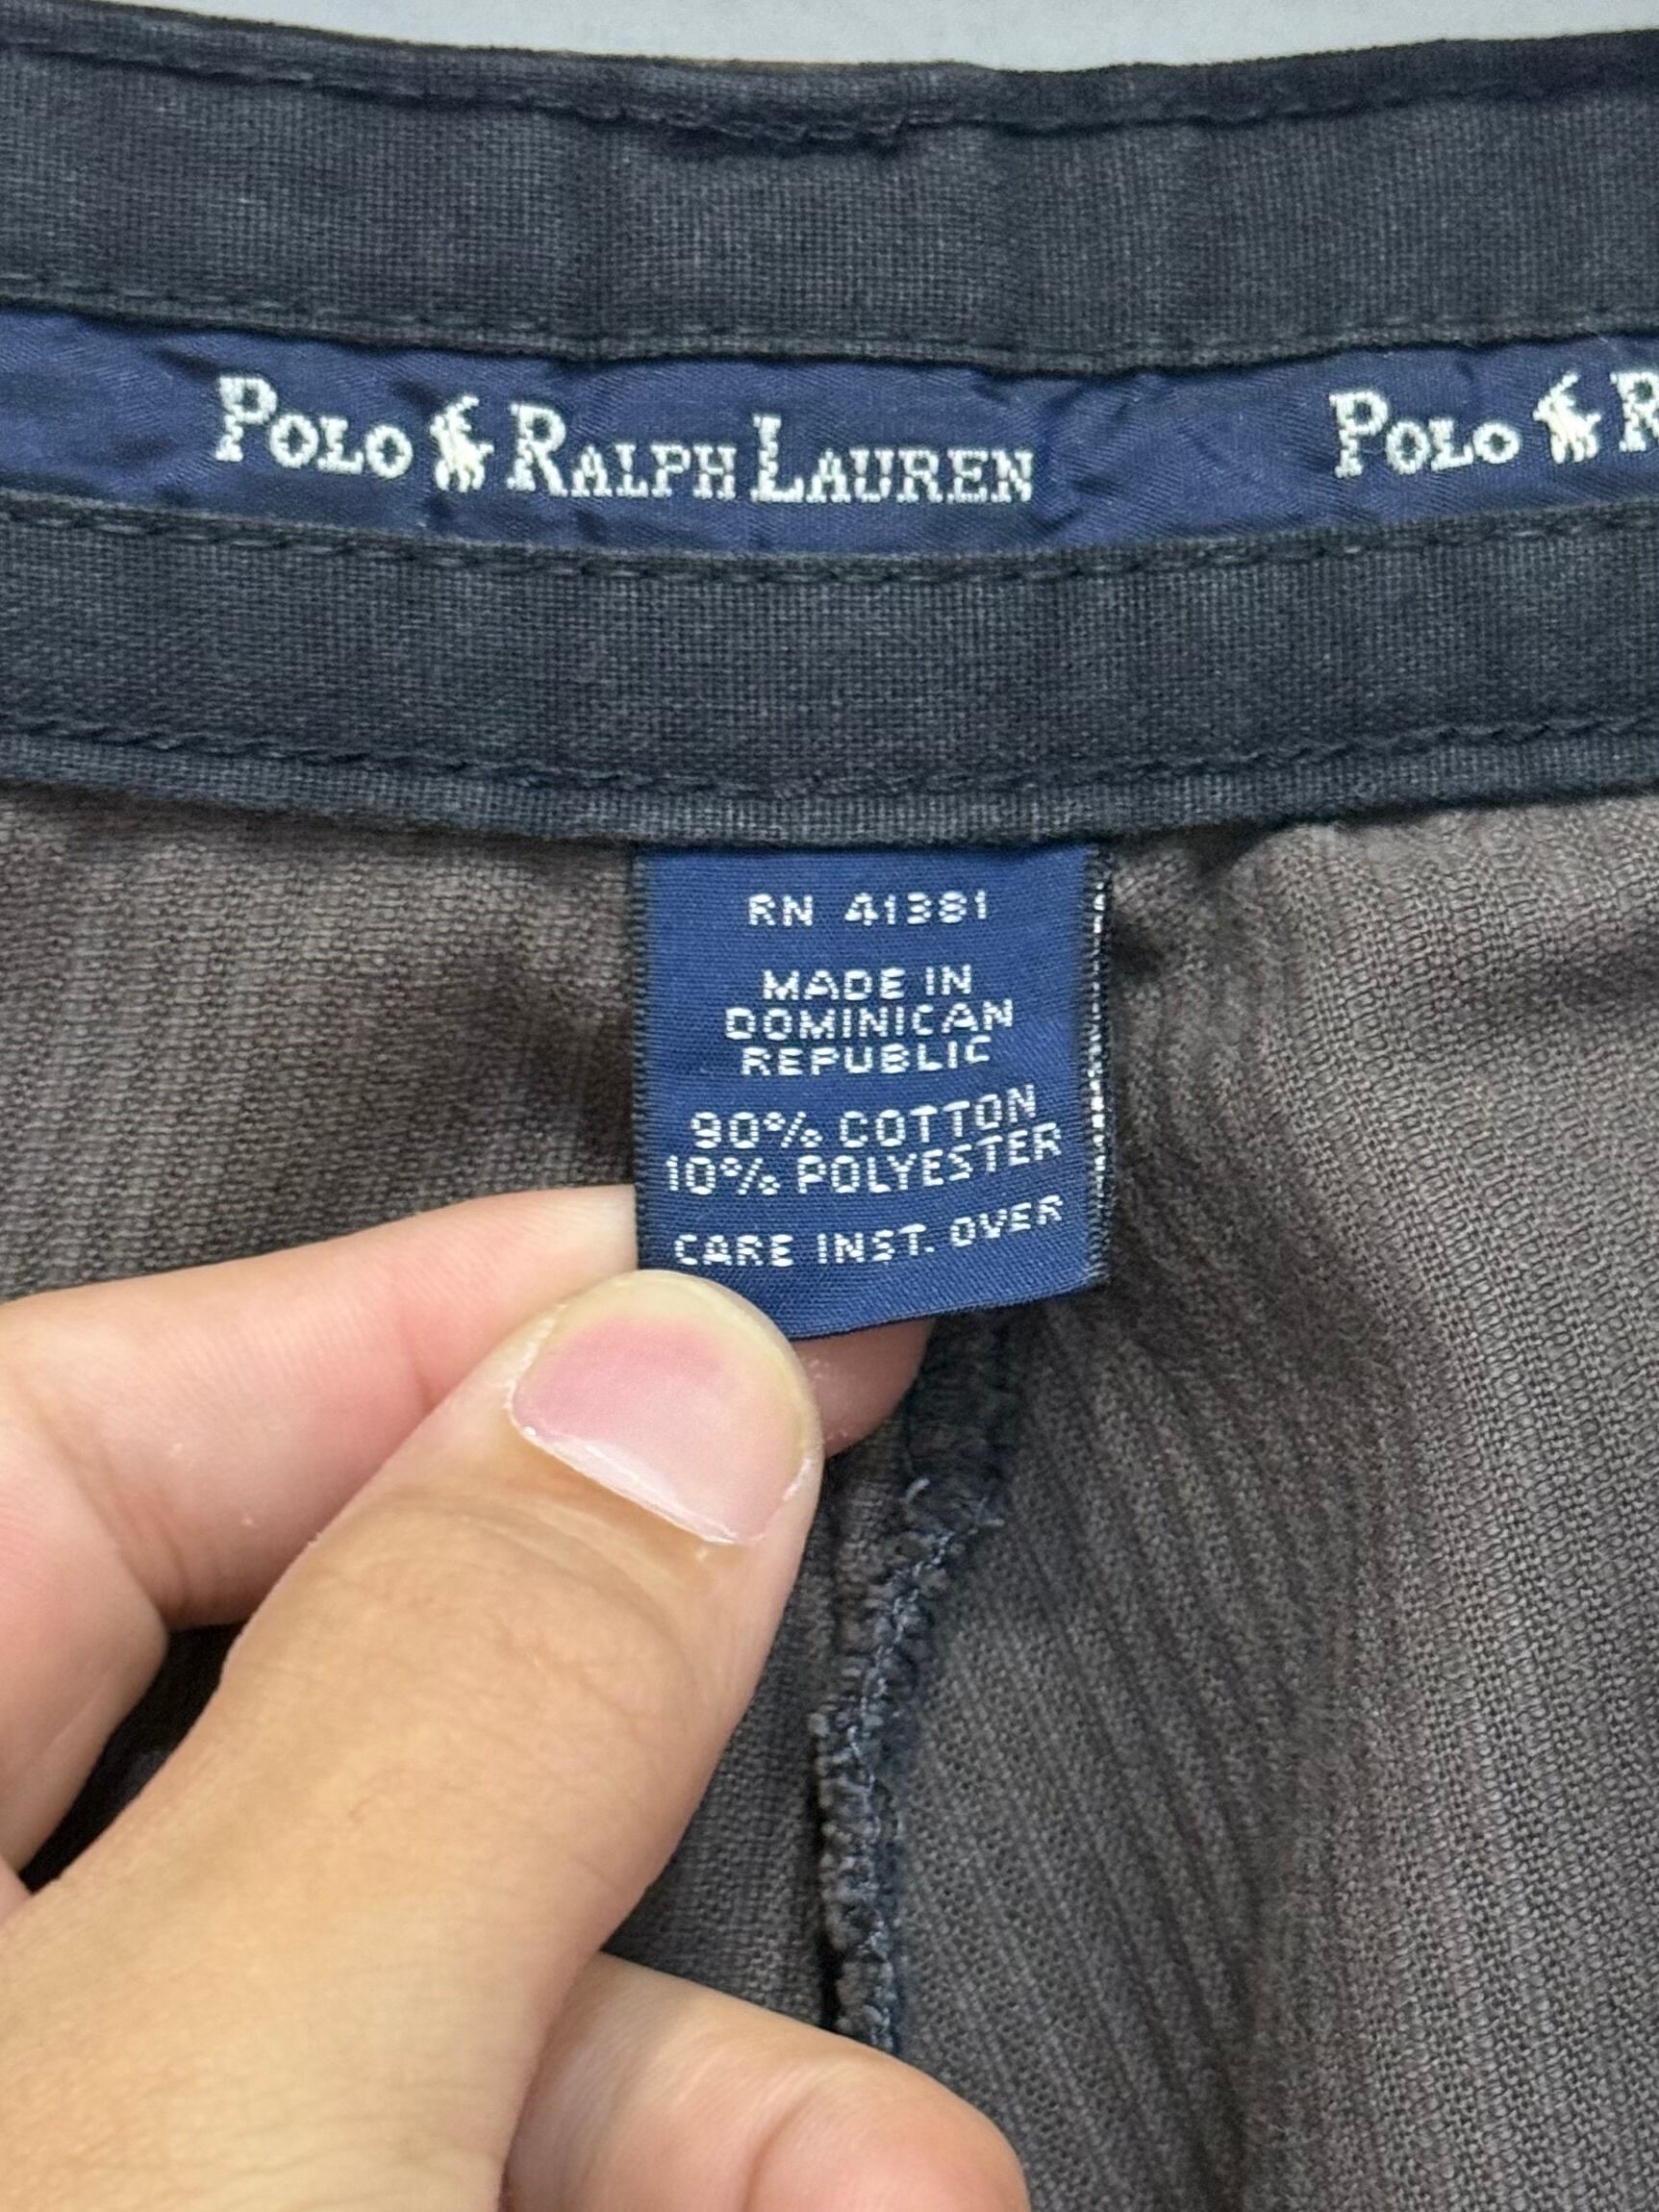 POLO RALPH LAUREN
POLO R
RN 41381
MADE IN
DOMINICAN
REPUBLIC
90% COTTON
10% POLYESTER
CARE INST. OVER